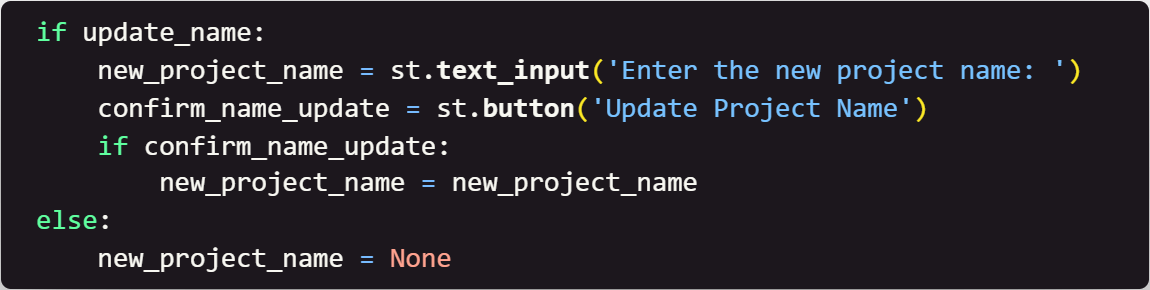 if update_name:
    new_project_name = st.text_input('Enter the new project name: ')
    confirm_name_update = st.button('Update Project Name')
    if confirm_name_update:
        new_project_name = new_project_name
else:
    new_project_name = None